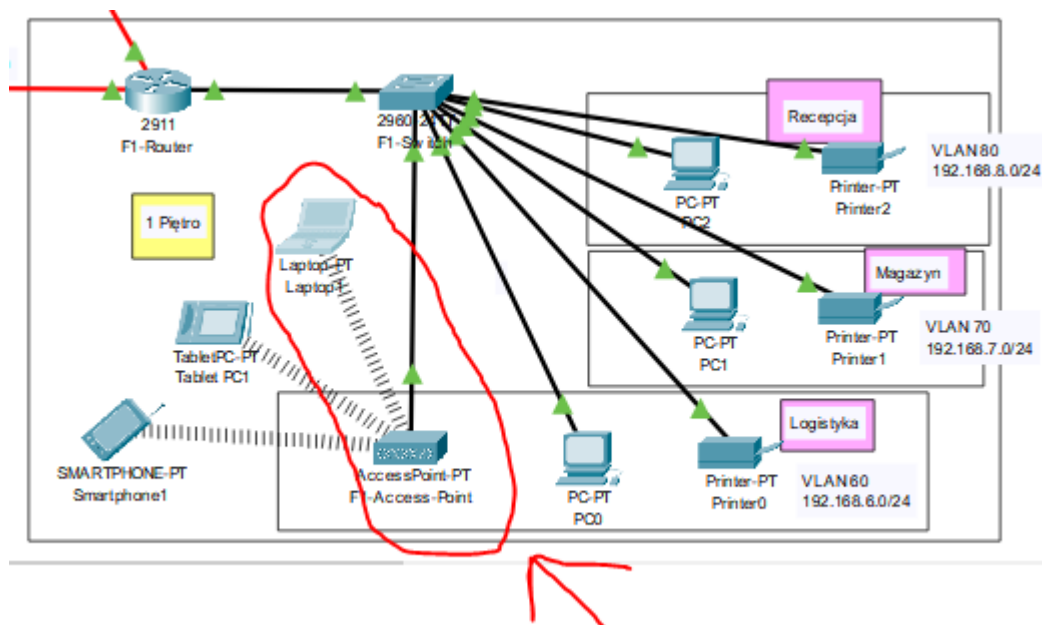 2911
F1-Router
F1-Switch
Recepcja
VLAN80
192.168.8.0/24
PC-PT
PC2
Printer-PT
Printer2
1 Piętro
Laptop-PT
Laptop1
Magazyn
VLAN 70
192.168.7.0/24
PC-PT
PC1
Printer-PT
Printer1
TabletPC-PT
Tablet PC1
Logistyka
SMARTPHONE-PT
Smartphone1
AccessPoint-PT
F1-Access-Point
PC-PT
PC0
Printer-PT
Printer0
VLAN60
192.168.6.0/24